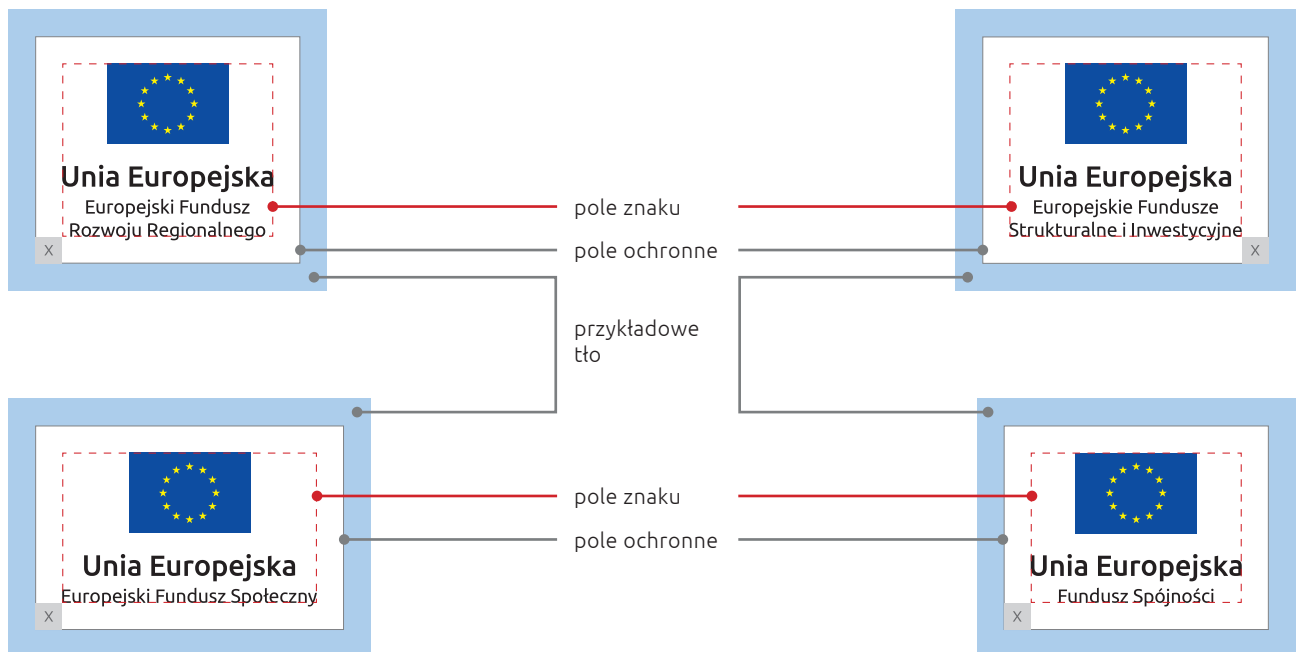 Unia Europejska
Europejski Fundusz
Rozwoju Regionalnego
X
Unia Europejska
Europejskie Fundusze
Strukturalne i Inwestycyjne
X
pole znaku
pole ochronne
przykładowe
tło
Unia Europejska
Europejski Fundusz Społeczny
X
Unia Europejska
Fundusz Spójności
X
pole znaku
pole ochronne